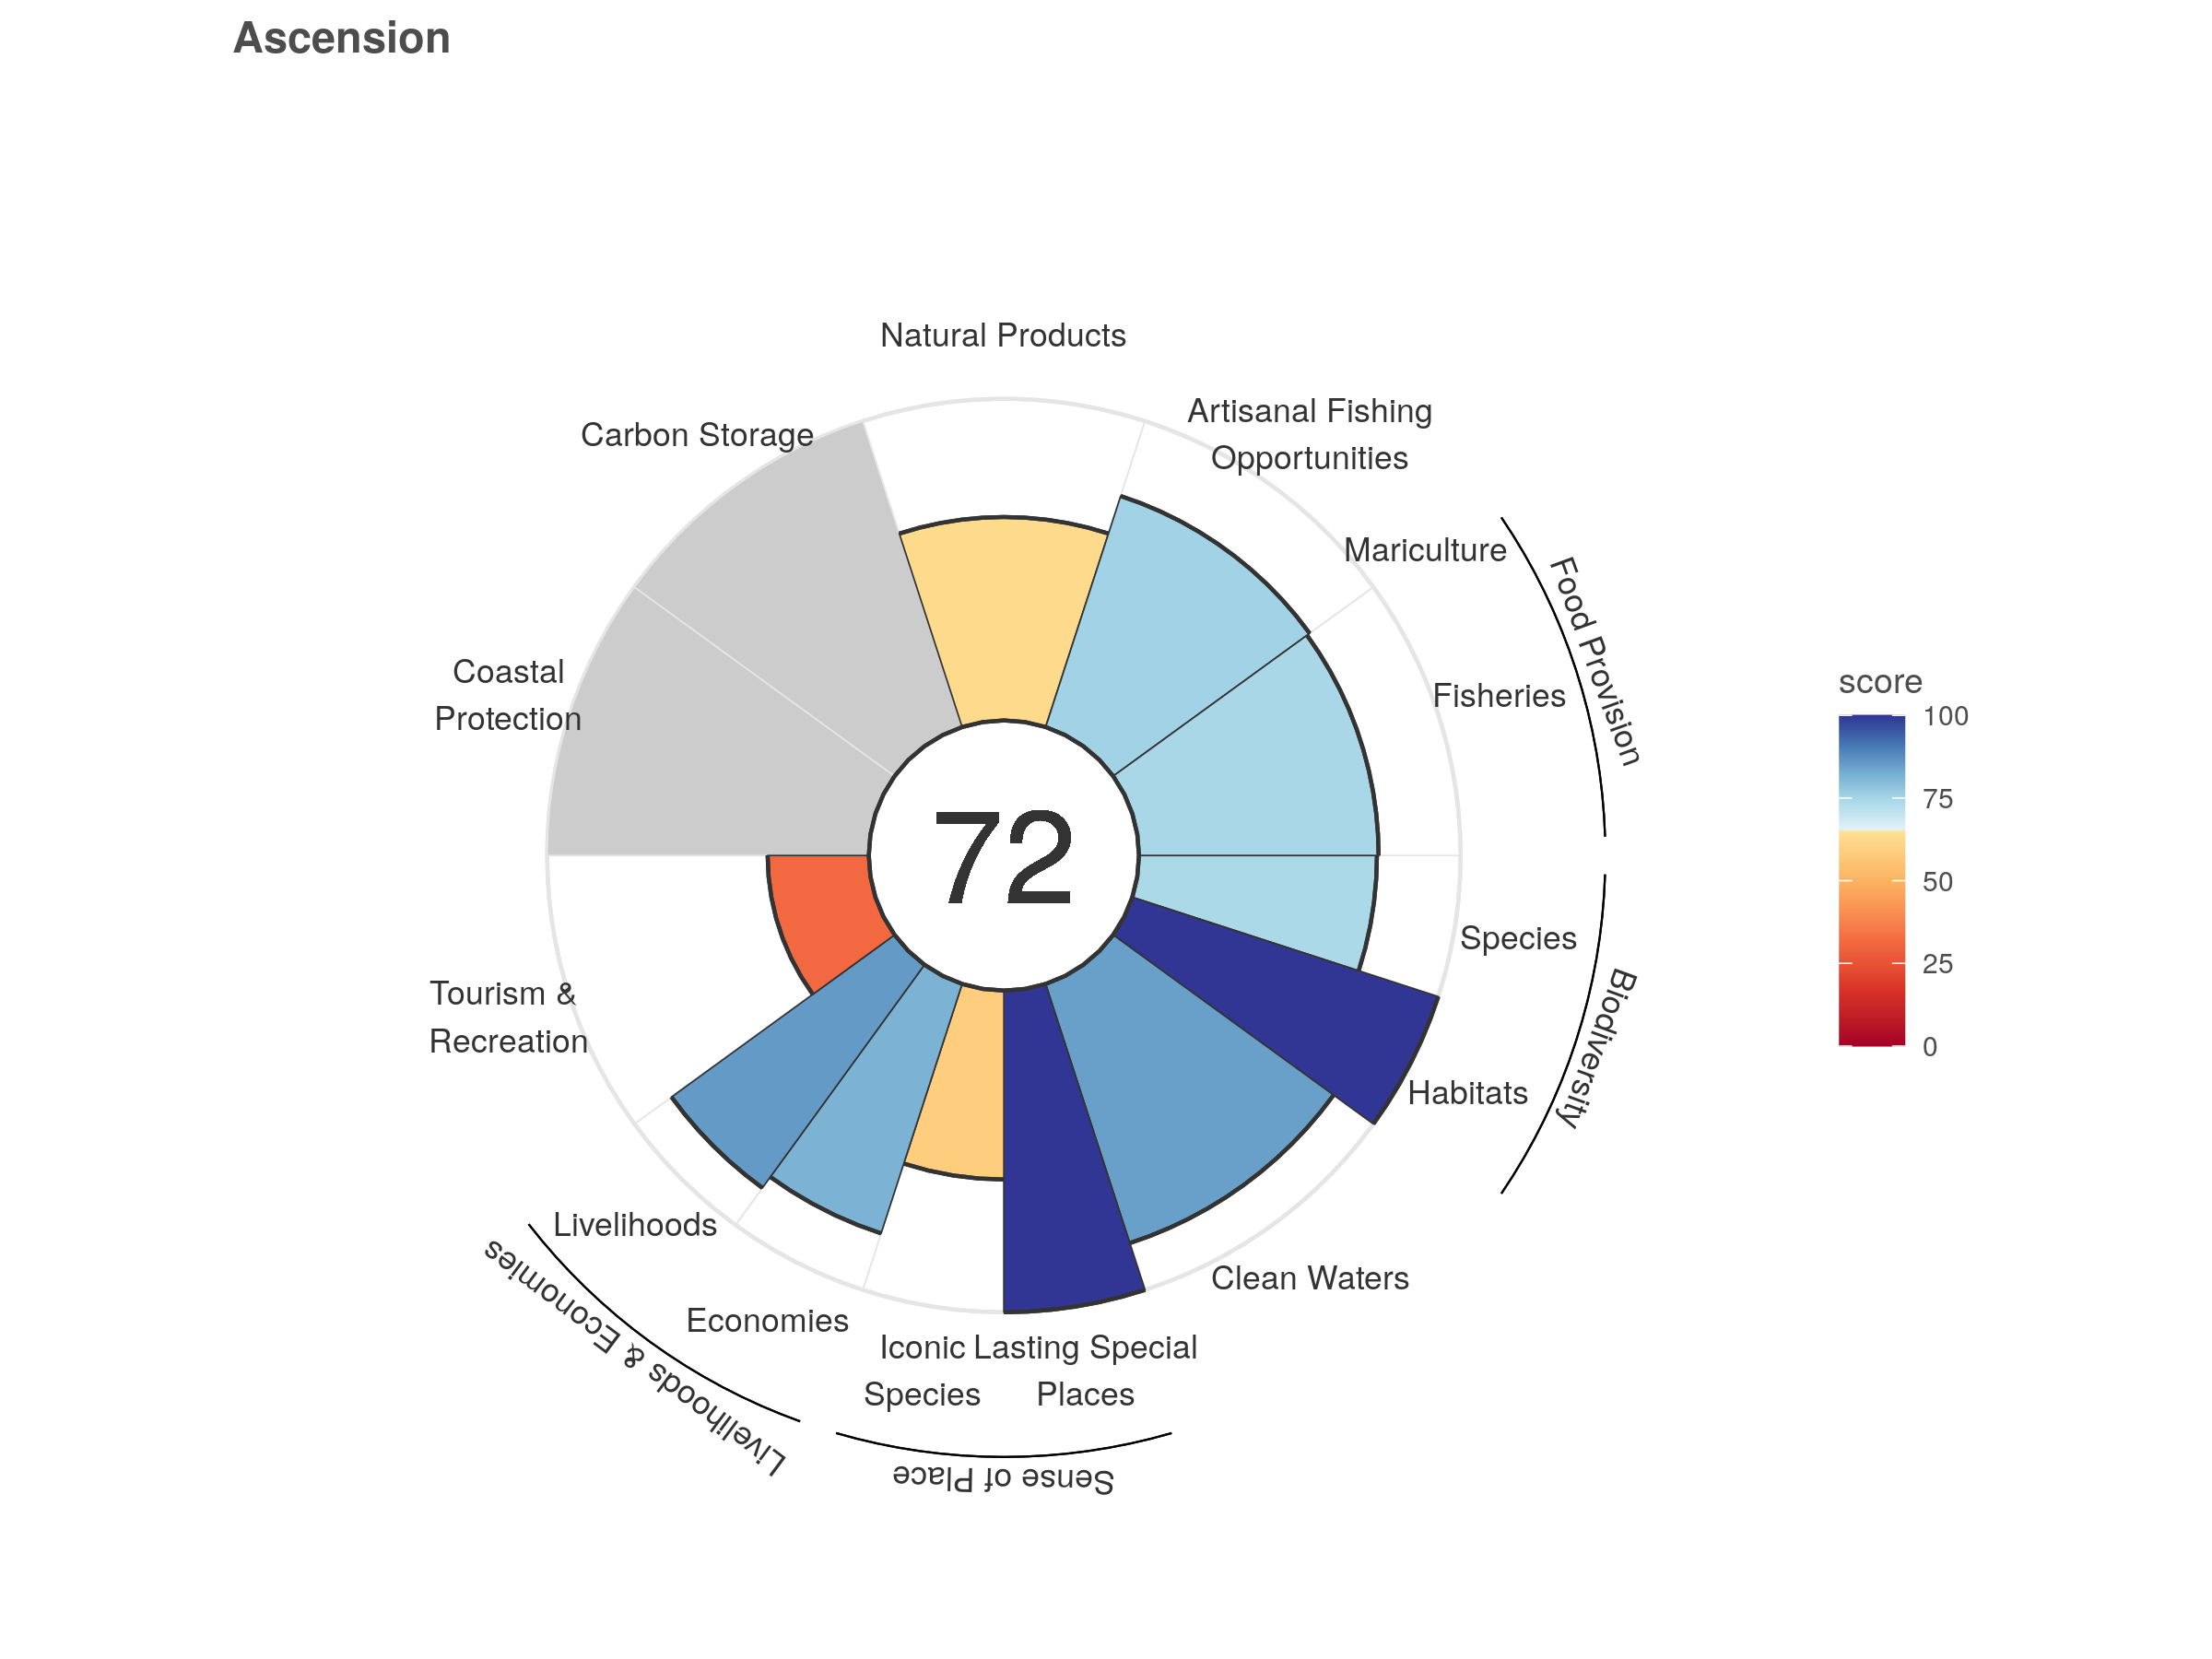 Ascension
Natural Products
Artisanal Fishing
Opportunities
Carbon Storage
Mariculture
Food Provision
Fisheries
Coastal
Protection
score
100
75
50
25
0
72
Species
Biodiversity
Tourism &
Recreation
Habitats
Livelihoods
Clean Waters
Economies
Livelihoods & Economies
Iconic
Species
Lasting Special
Places
Sense of Place